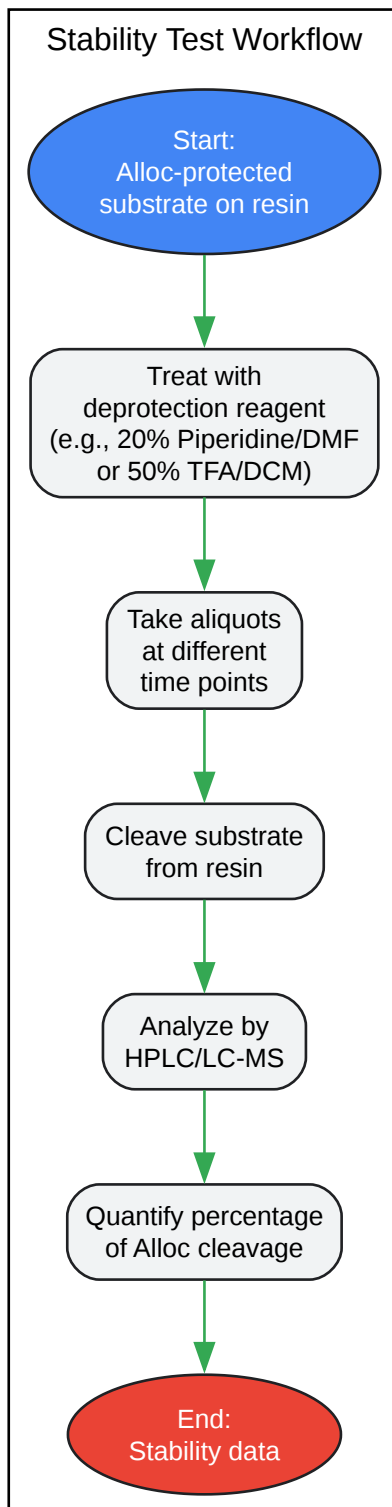 Stability Test Workflow
Start:
Alloc-protected
substrate on resin
Treat with
deprotection reagent
(e.g., 20% Piperidine/DMF
or 50% TFA/DCM)
Take aliquots
at different
time points
Cleave substrate
from resin
Analyze by
HPLC/LC-MS
Quantify percentage
of Alloc cleavage
End:
Stability data